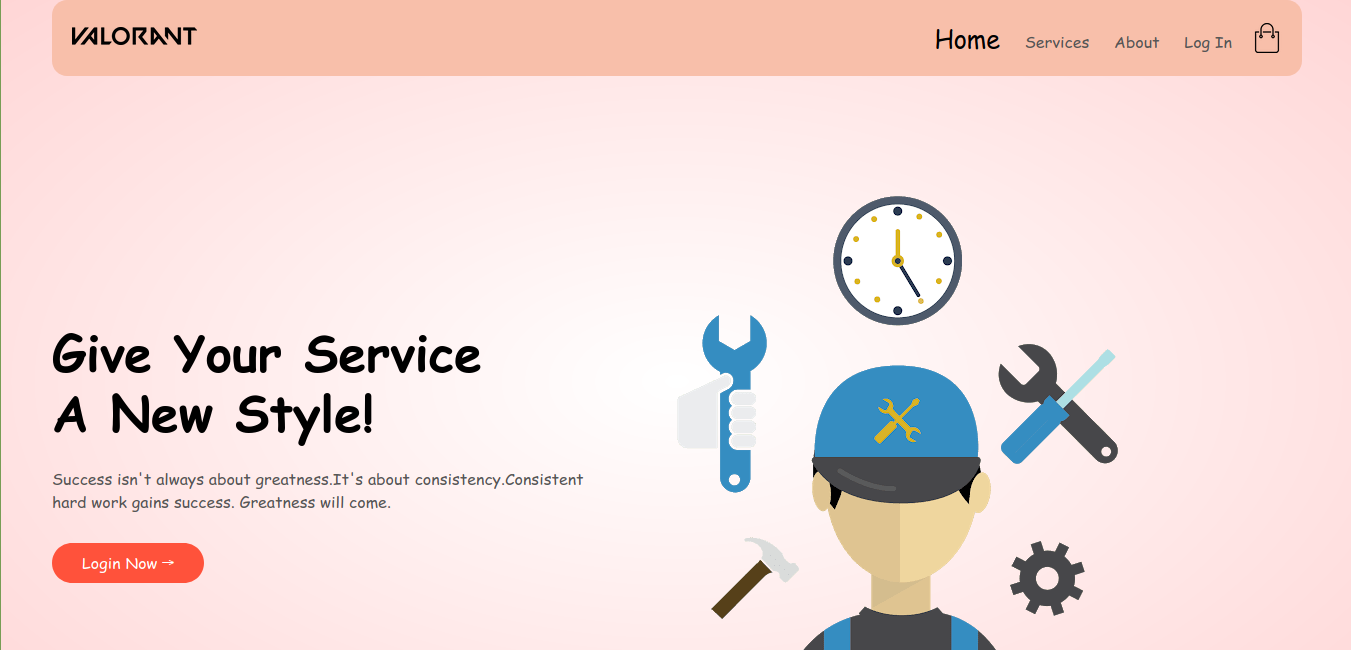 VALORANT
Home Services About Log In
Give Your Service
A New Style!
Success isn't always about greatness.It's about consistency.Consistent
hard work gains success. Greatness will come.
Login Now →